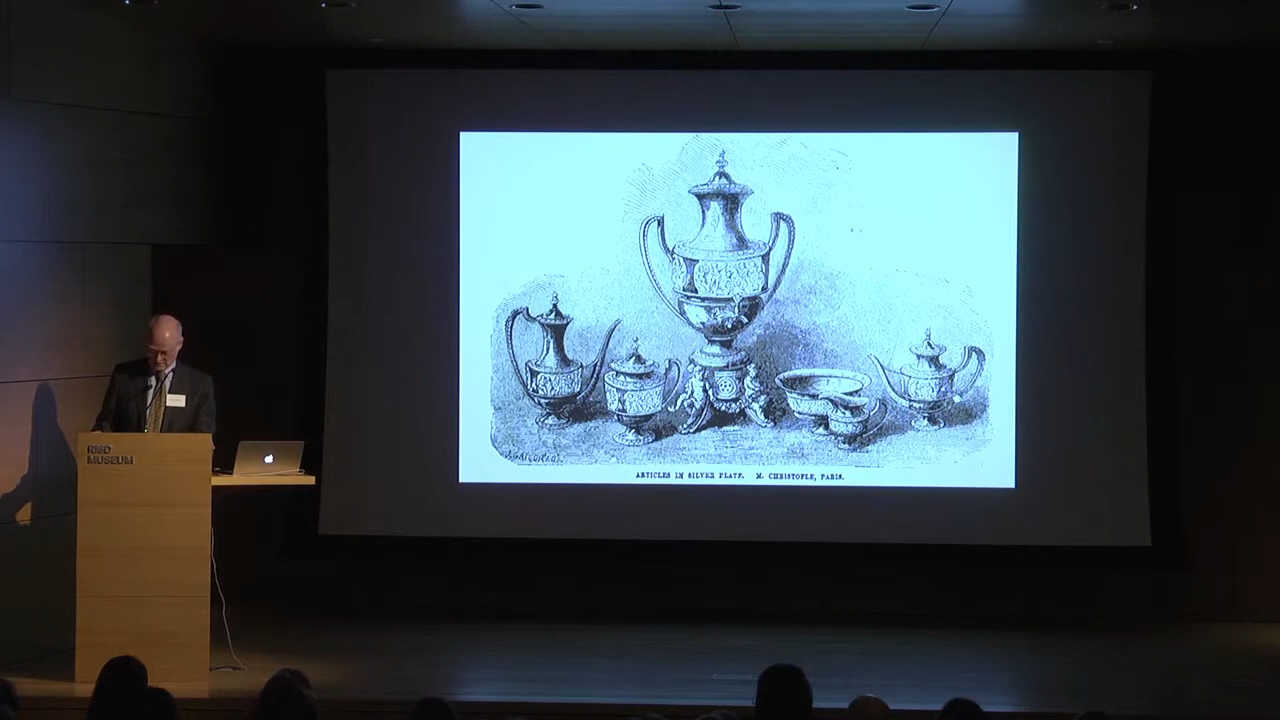 RISD
MUSEUM
ARTICLES IN SILVER PLATE. M. CHRISTOFLE, PARIS.